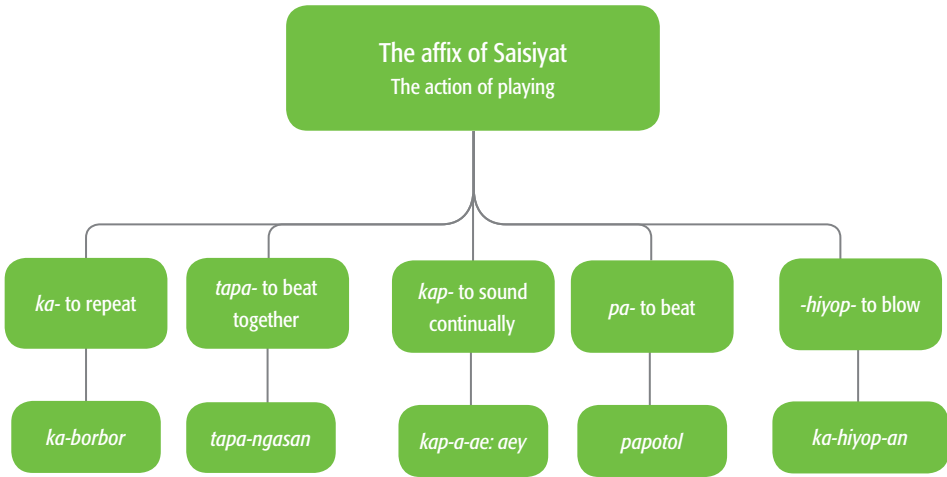 The affix of Saisiyat
The action of playing
ka- to repeat
tapa- to beat
together
kap- to sound
continually
pa- to beat
-hiyop- to blow
ka-borbor
tapa-ngasan
kap-a-ae: aey
papotol
ka-hiyop-an